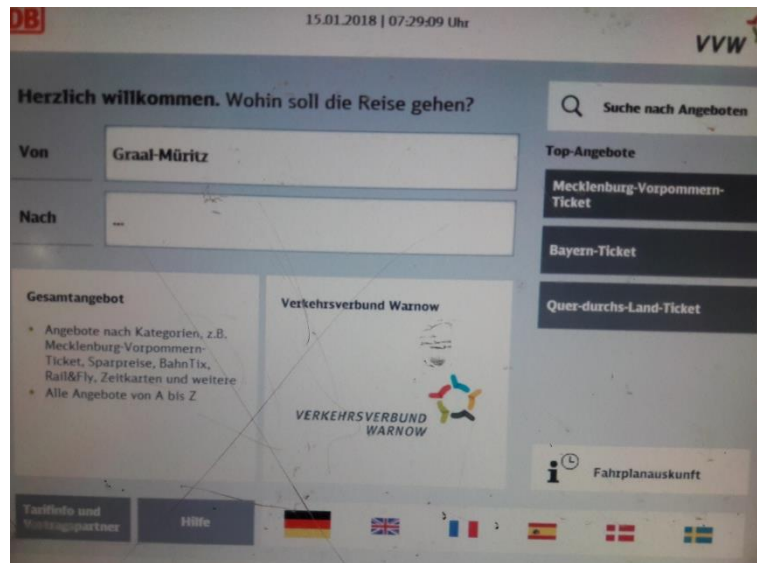 DB
15.01.2018 | 07:29:09 Uhr
VVW
Herzlich willkommen. Wohin soll die Reise gehen?
Von
Graal-Müritz
Nach
...
Suche nach Angeboten
Top-Angebote
Mecklenburg-Vorpommern-
Ticket
Bayern-Ticket
Quer-durchs-Land-Ticket
Gesamtangebot
• Angebote nach Kategorien, z.B.
Mecklenburg-Vorpommern-
Ticket, Sparpreise, BahnTix,
Rail&Fly, Zeitkarten und weitere
• Alle Angebote von A bis Z
Verkehrsverbund Warnow
VERKEHRSVERBUND
WARNOW
i Fahrplanauskunft
Tarifinfo und
Vertragspartner
Hilfe